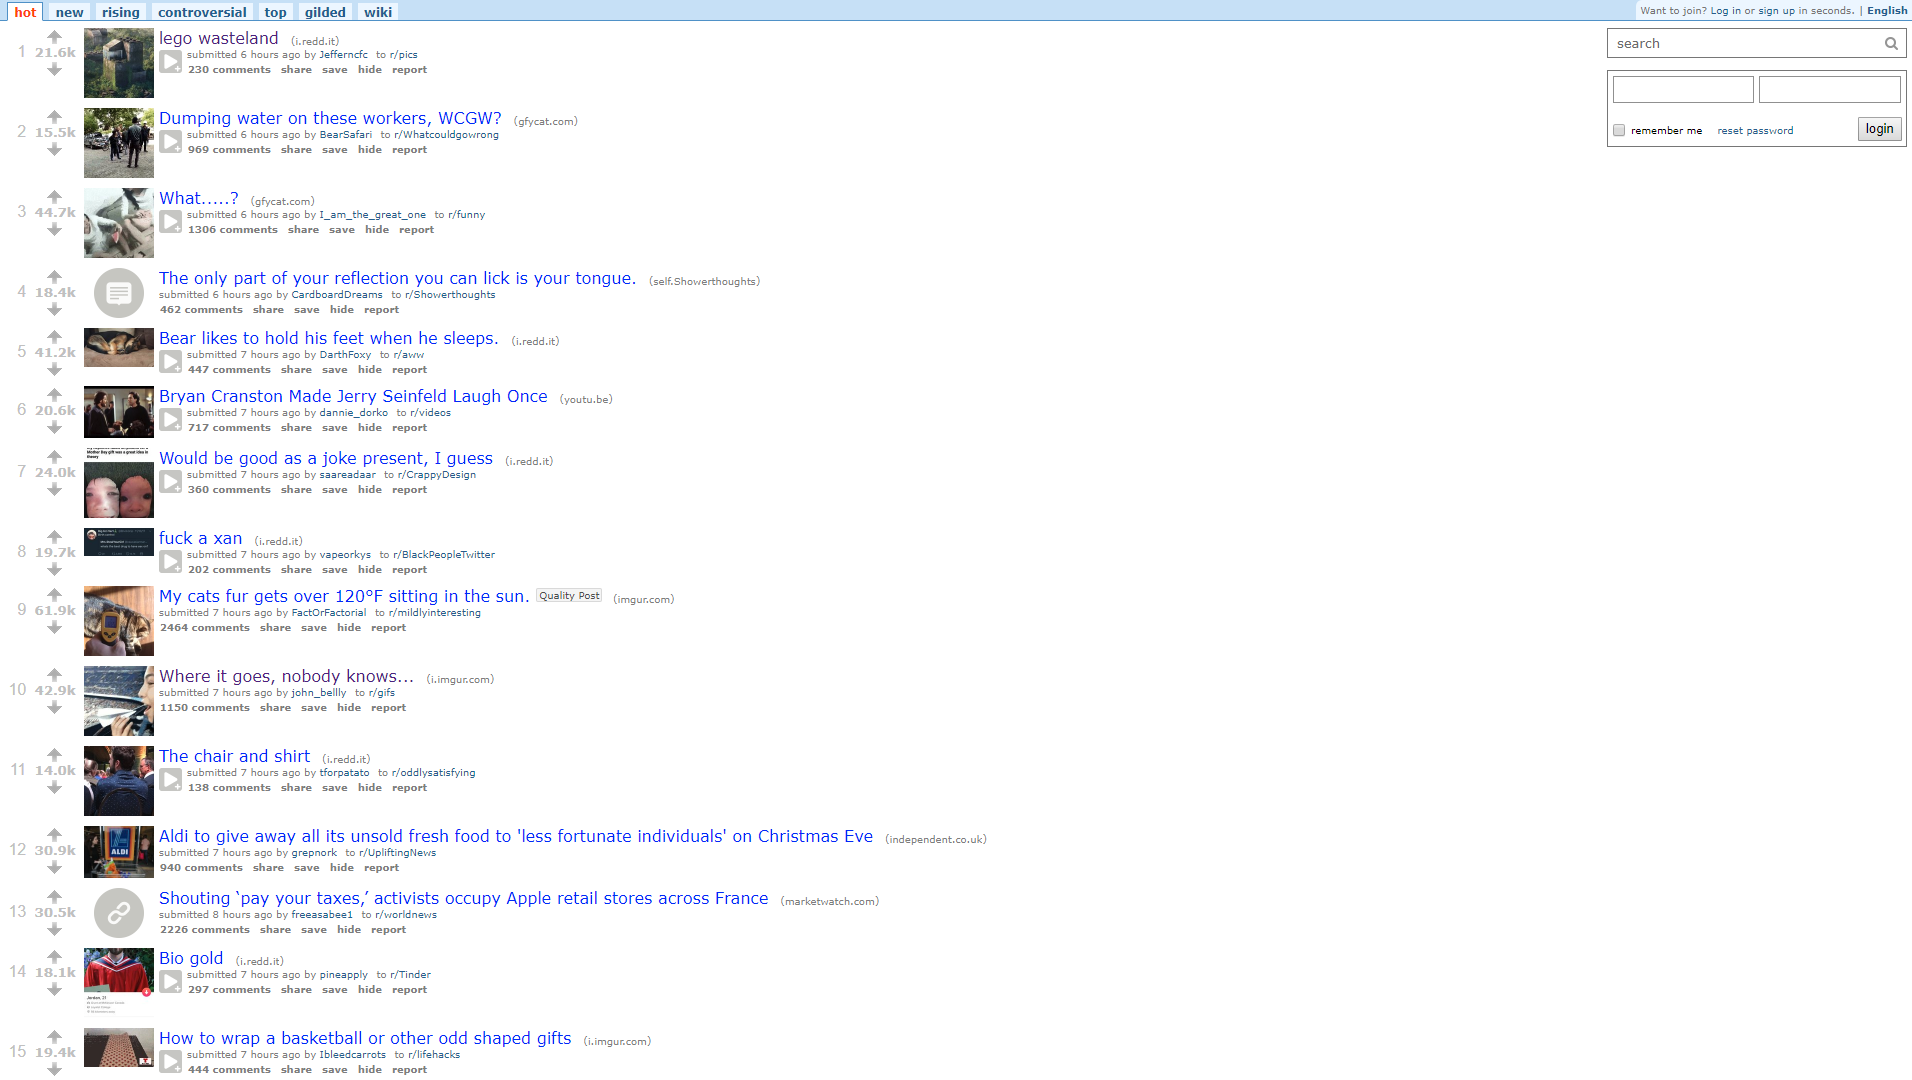 hot new rising controversial top gilded wiki
Want to join? Log in or sign up in seconds. | English
search
remember me reset password login
1 21.6k
lego wasteland (i.redd.it)
submitted 6 hours ago by Jefferncfc to r/pics
230 comments share save hide report
2 15.5k
Dumping water on these workers, WCGW? (gfycat.com)
submitted 6 hours ago by BearSafari to r/Whatcouldgowrong
969 comments share save hide report
3 44.7k
What.....? (gfycat.com)
submitted 6 hours ago by I_am_the_great_one to r/funny
1306 comments share save hide report
4 18.4k
The only part of your reflection you can lick is your tongue. (self.Showerthoughts)
submitted 6 hours ago by CardboardDreams to r/Showerthoughts
462 comments share save hide report
5 41.2k
Bear likes to hold his feet when he sleeps. (i.redd.it)
submitted 7 hours ago by DarthFoxy to r/aww
447 comments share save hide report
6 20.6k
Bryan Cranston Made Jerry Seinfeld Laugh Once (youtu.be)
submitted 7 hours ago by dannie_dorko to r/videos
717 comments share save hide report
7 24.0k
Mother Day gift was a great idea in
theory
Would be good as a joke present, I guess (i.redd.it)
submitted 7 hours ago by saareadaar to r/CrappyDesign
360 comments share save hide report
8 19.7k
fuck a xan (i.redd.it)
submitted 7 hours ago by vapeorkys to r/BlackPeopleTwitter
202 comments share save hide report
9 61.9k
My cats fur gets over 120°F sitting in the sun. Quality Post (imgur.com)
submitted 7 hours ago by FactOrFactorial to r/mildlyinteresting
2464 comments share save hide report
10 42.9k
Where it goes, nobody knows... (i.imgur.com)
submitted 7 hours ago by john_bellly to r/gifs
1150 comments share save hide report
11 14.0k
The chair and shirt (i.redd.it)
submitted 7 hours ago by tforpatato to r/oddlysatisfying
138 comments share save hide report
12 30.9k
ALDI
Aldi to give away all its unsold fresh food to 'less fortunate individuals' on Christmas Eve (independent.co.uk)
submitted 7 hours ago by grepnork to r/UpliftingNews
940 comments share save hide report
13 30.5k
Shouting ‘pay your taxes,’ activists occupy Apple retail stores across France (marketwatch.com)
submitted 8 hours ago by freeasabee1 to r/worldnews
2226 comments share save hide report
14 18.1k
Jordan, 21
Bio gold (i.redd.it)
submitted 7 hours ago by pineapply to r/Tinder
297 comments share save hide report
15 19.4k
How to wrap a basketball or other odd shaped gifts (i.imgur.com)
submitted 7 hours ago by Ibleedcarrots to r/lifehacks
444 comments share save hide report